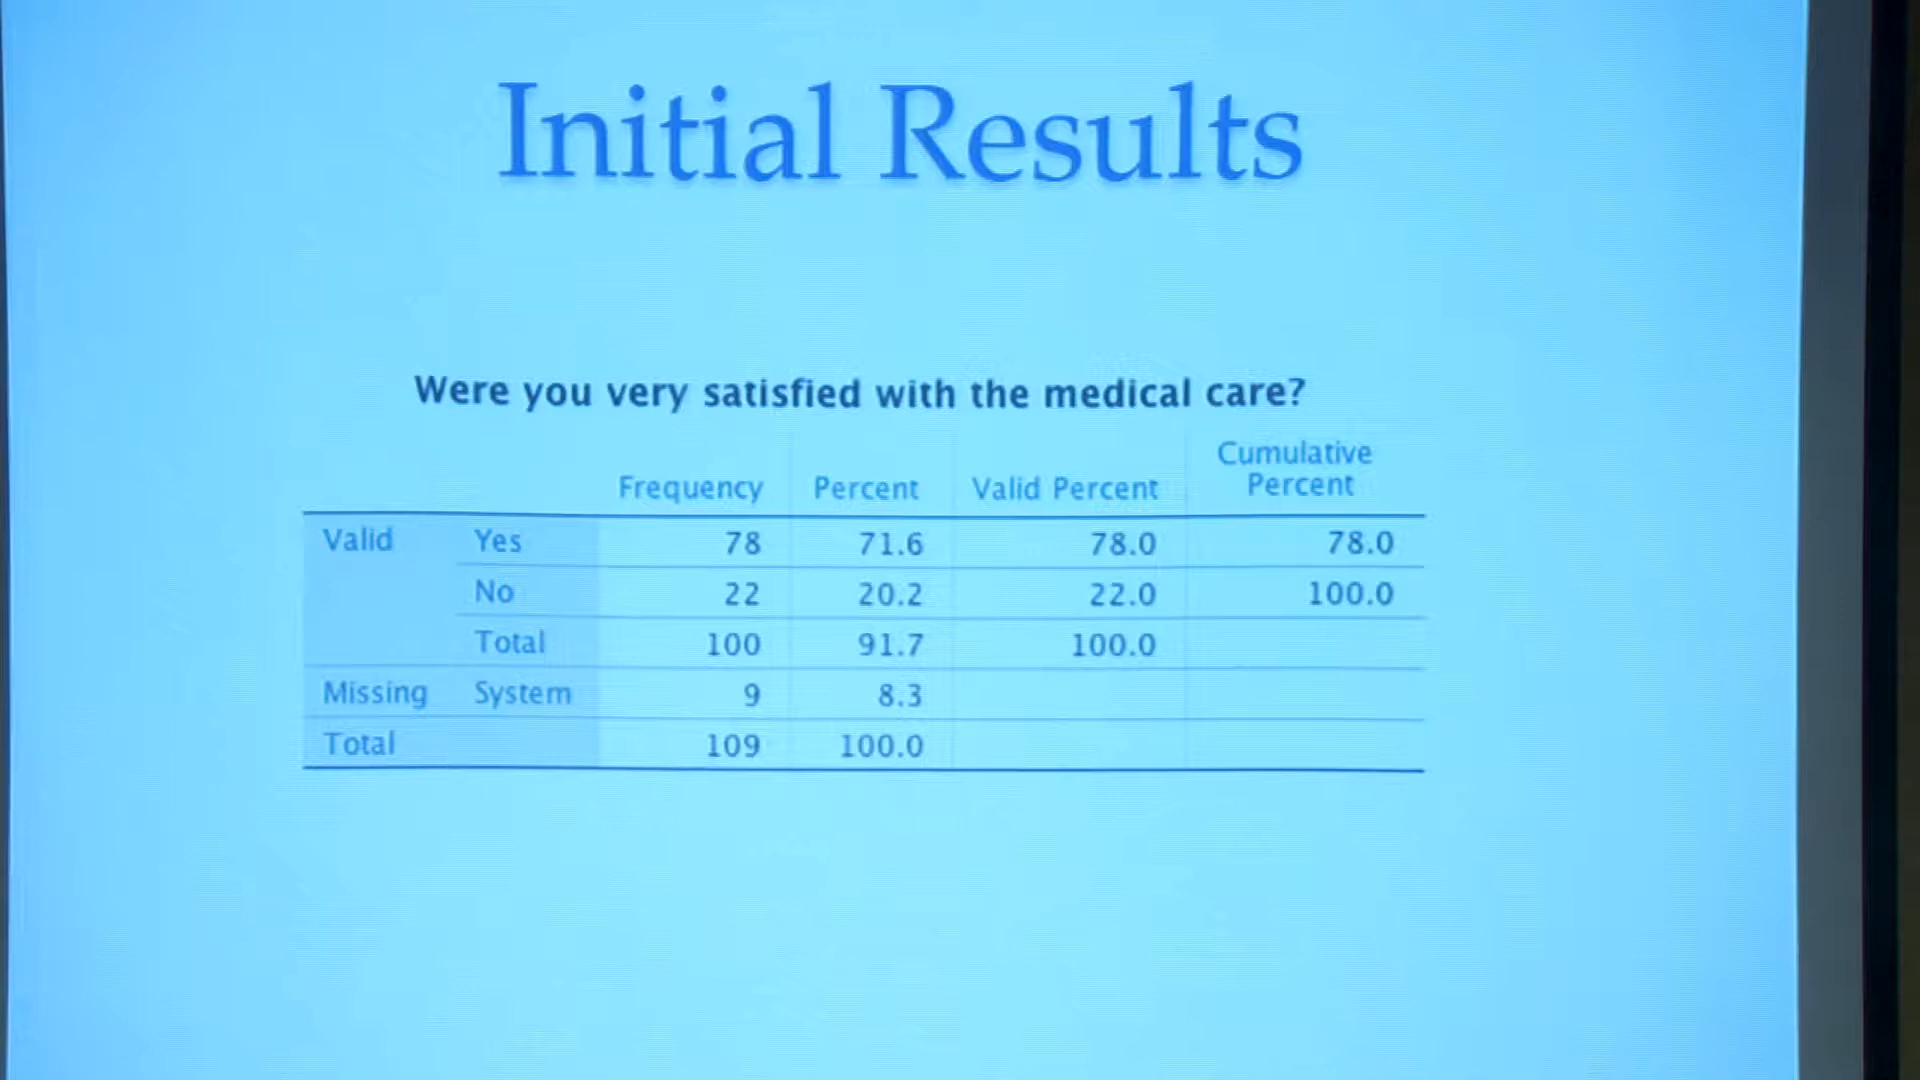 Initial Results
Were you very satisfied with the medical care?
Frequency Percent Valid Percent Cumulative Percent
Valid Yes 78 71.6 78.0 78.0
No 22 20.2 22.0 100.0
Total 100 91.7 100.0
Missing System 9 8.3
Total 109 100.0